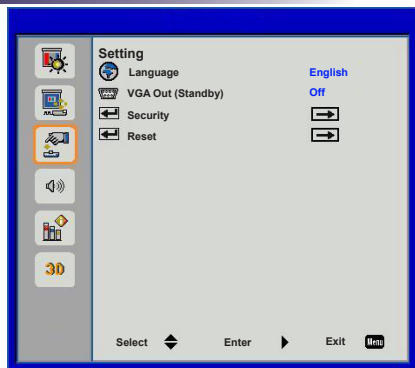 Setting
Language English
VGA Out (Standby) Off
Security
Reset
3D
Select Enter Exit Menu